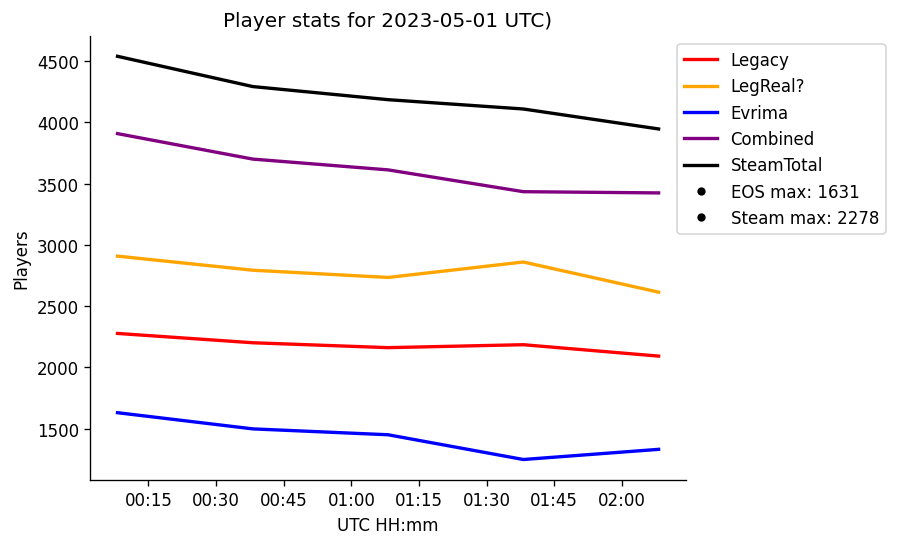 Player stats for 2023-05-01 UTC)
Legacy
LegReal?
Evrima
Combined
SteamTotal
EOS max: 1631
Steam max: 2278
Players
4500
4000
3500
3000
2500
2000
1500
00:15 00:30 00:45 01:00 01:15 01:30 01:45 02:00
UTC HH:mm